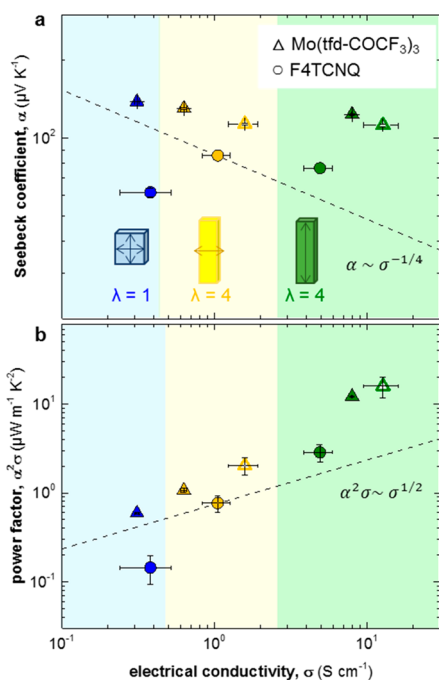 a
Mo(tfd-COCF₃)₃
F4TCNQ
Seebeck coefficient, α (μV K⁻¹)
10²
α ~ σ⁻¹/⁴
λ = 1
λ = 4
λ = 4
b
power factor, α²σ (μW m⁻¹ K⁻²)
10¹
10⁰
10⁻¹
α²σ~ σ¹/²
10⁻¹
10⁰
10¹
electrical conductivity, σ (S cm⁻¹)